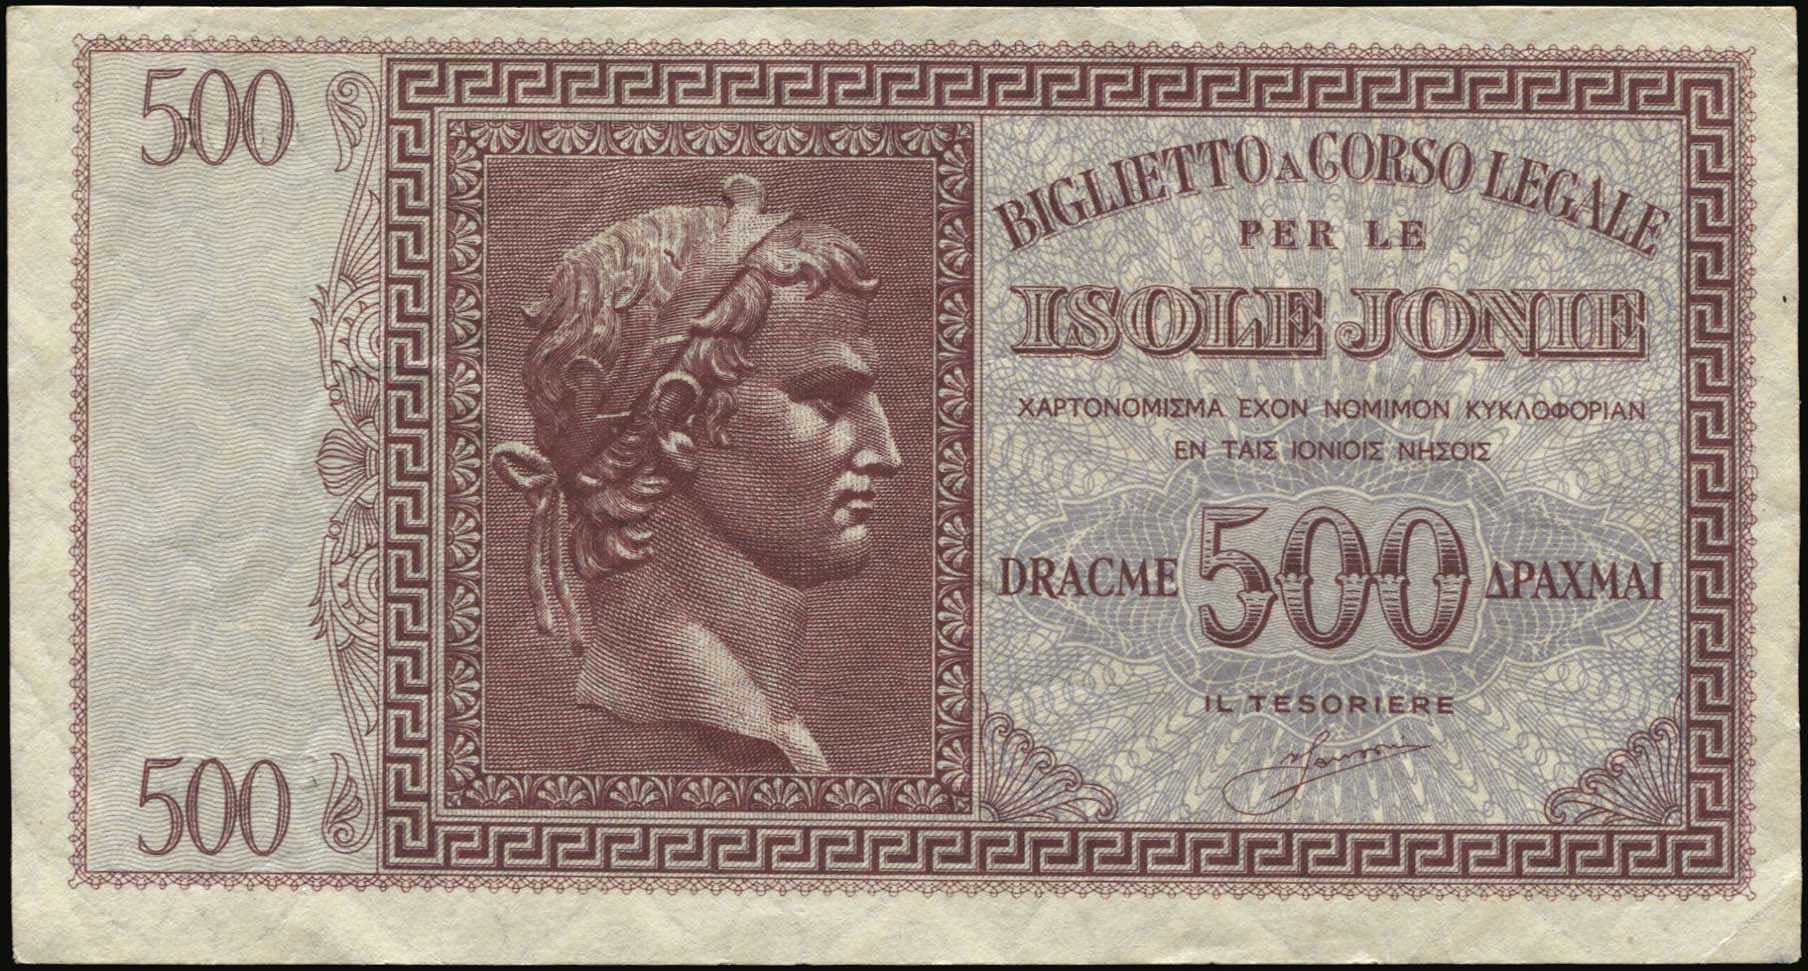 500
500
BIGLIETTO A CORSO LEGALE
PER LE
ISOLE JONIE
ΧΑΡΤΟΝΟΜΙΣΜΑ ΕΧΟΝ ΝΟΜΙΜΟΝ ΚΥΚΛΟΦΟΡΙΑΝ
ΕΝ ΤΑΙΣ ΙΟΝΙΟΙΣ ΝΗΣΟΙΣ
DRACME 500 ΔΡΑΧΜΑΙ
IL TESORIERE